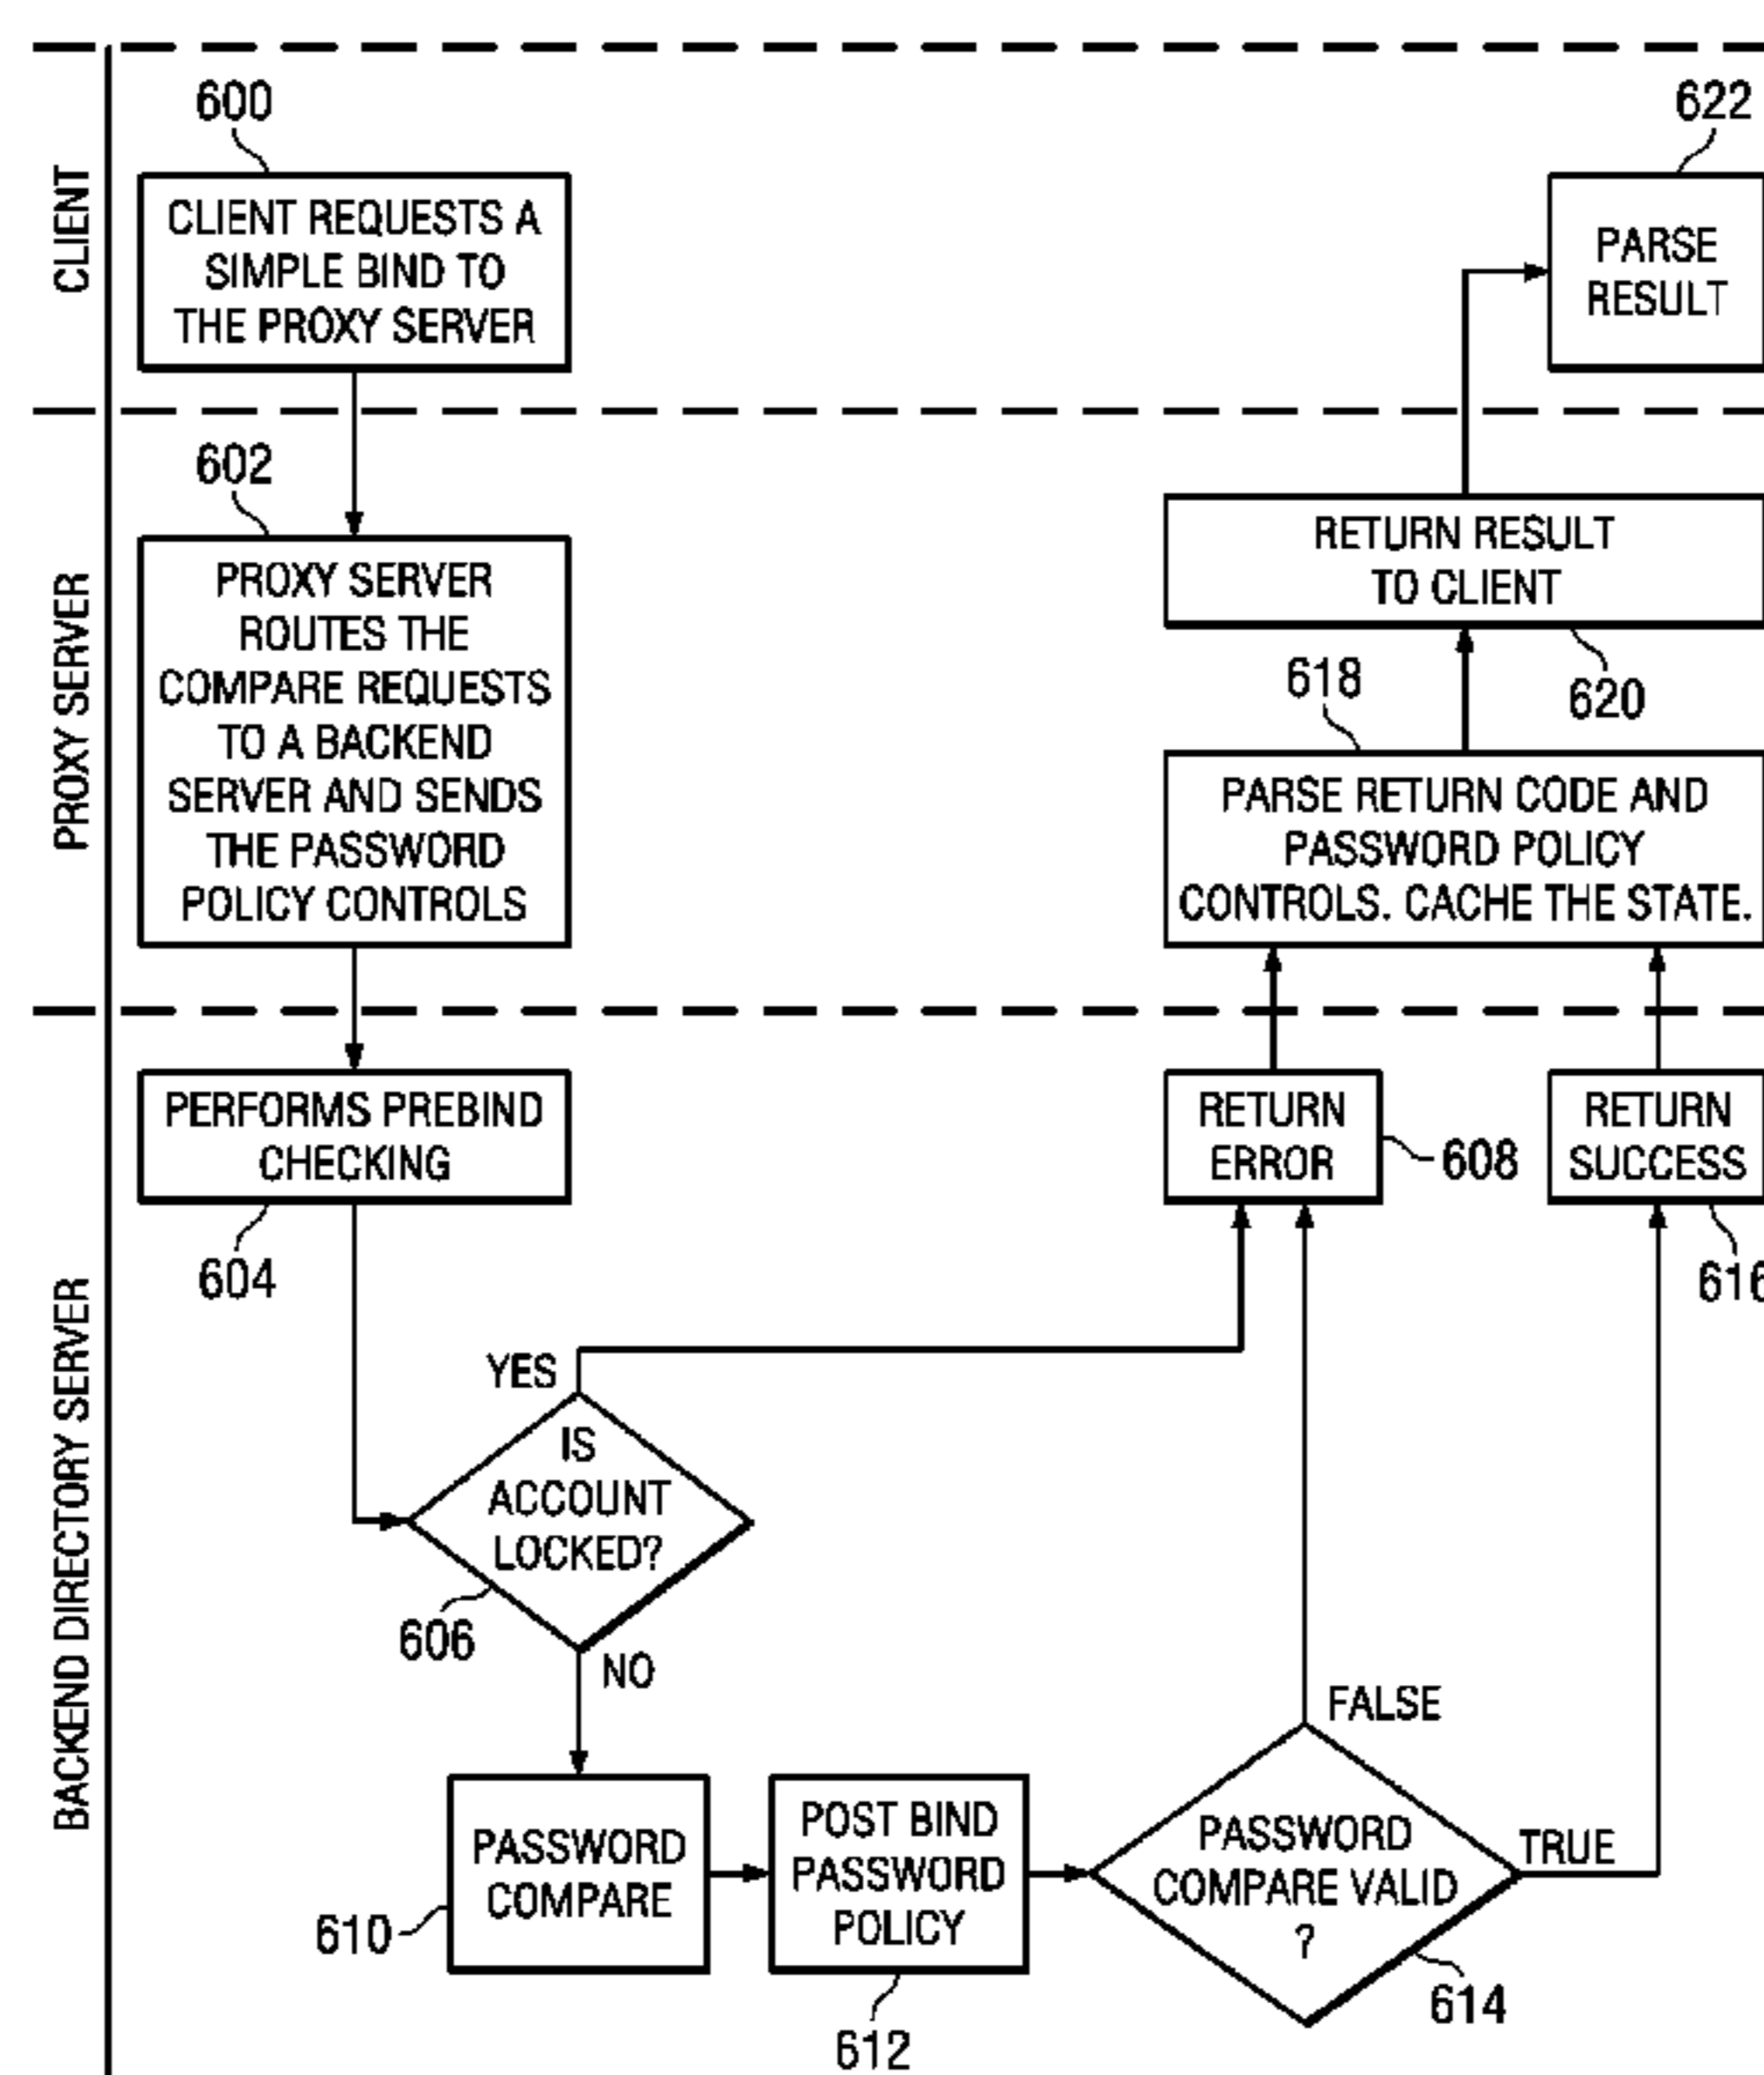 CLIENT
600
CLIENT REQUESTS A
SIMPLE BIND TO
THE PROXY SERVER
622
PARSE
RESULT
PROXY SERVER
602
PROXY SERVER
ROUTES THE
COMPARE REQUESTS
TO A BACKEND
SERVER AND SENDS
THE PASSWORD
POLICY CONTROLS
RETURN RESULT
TO CLIENT
620
618
PARSE RETURN CODE AND
PASSWORD POLICY
CONTROLS. CACHE THE STATE.
BACKEND DIRECTORY SERVER
PERFORMS PREBIND
CHECKING
604
RETURN
ERROR
608
RETURN
SUCCESS
616
YES
IS
ACCOUNT
LOCKED?
606
NO
PASSWORD
COMPARE
610
POST BIND
PASSWORD
POLICY
612
FALSE
PASSWORD
COMPARE VALID
?
TRUE
614